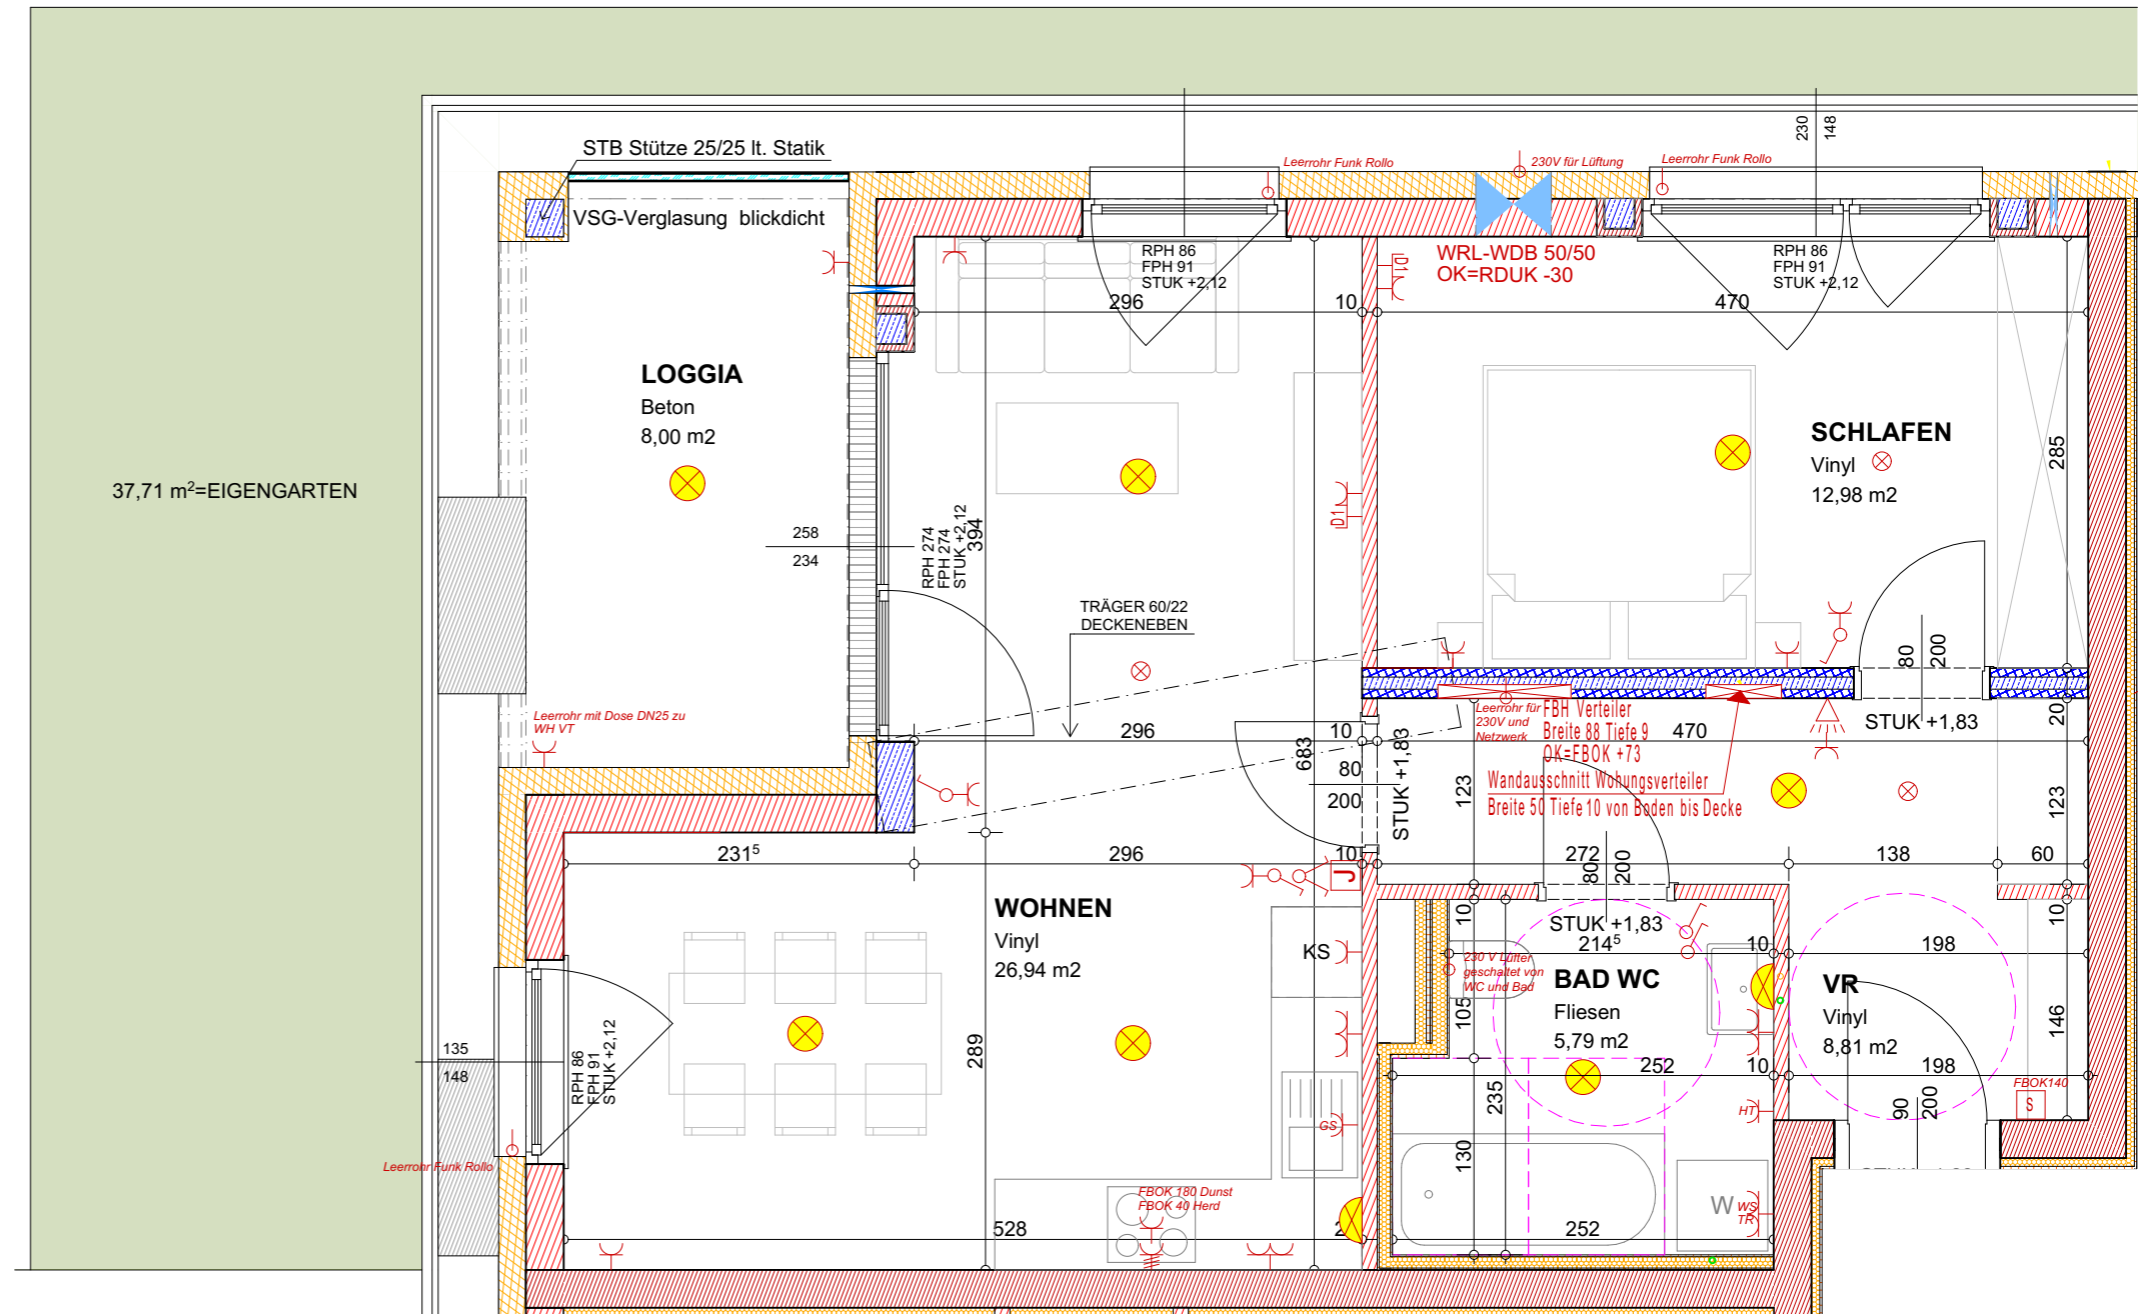 STB Stütze 25/25 lt. Statik
VSG-Verglasung blickdicht
Leerrohr Funk Rollo
230V für Lüftung
Leerrohr Funk Rollo
230
148
RPH 86
FPH 91
STUK +2,12
D1
WRL-WDB 50/50
OK=RDUK -30
RPH 86
FPH 91
STUK +2,12
296
10
470
LOGGIA
Beton
8,00 m2
SCHLAFEN
Vinyl
12,98 m2
285
37,71 m²=EIGENGARTEN
258
234
RPH 274
FPH 274
STUK +2,12
394
D1
TRÄGER 60/22
DECKENEBEN
80
200
STUK +1,83
Leerrohr mit Dose DN25 zu
WH VT
296
10
683
80
200
STUK +1,83
Leerrohr für
230V und
Netzwerk
FBH Verteiler
Breite 88 Tiefe 9
OK=FBOK +73
470
20
Wandausschnitt Wohungsverteiler
Breite 50 Tiefe 10 von Boden bis Decke
123
123
231⁵
296
10
272
138
60
J
80
200
STUK +1,83
WOHNEN
Vinyl
26,94 m2
KS
10
214⁵
10
198
10
230 V Lüfter
geschaltet von
WC und Bad
BAD WC
Fliesen
5,79 m2
VR
Vinyl
8,81 m2
105
146
289
135
148
RPH 86
FPH 91
STUK +2,12
252
10
198
235
FBOK140
S
HT
GS
90
200
130
Leerrohr Funk Rollo
FBOK 180 Dunst
FBOK 40 Herd
W
WS
TR
528
252